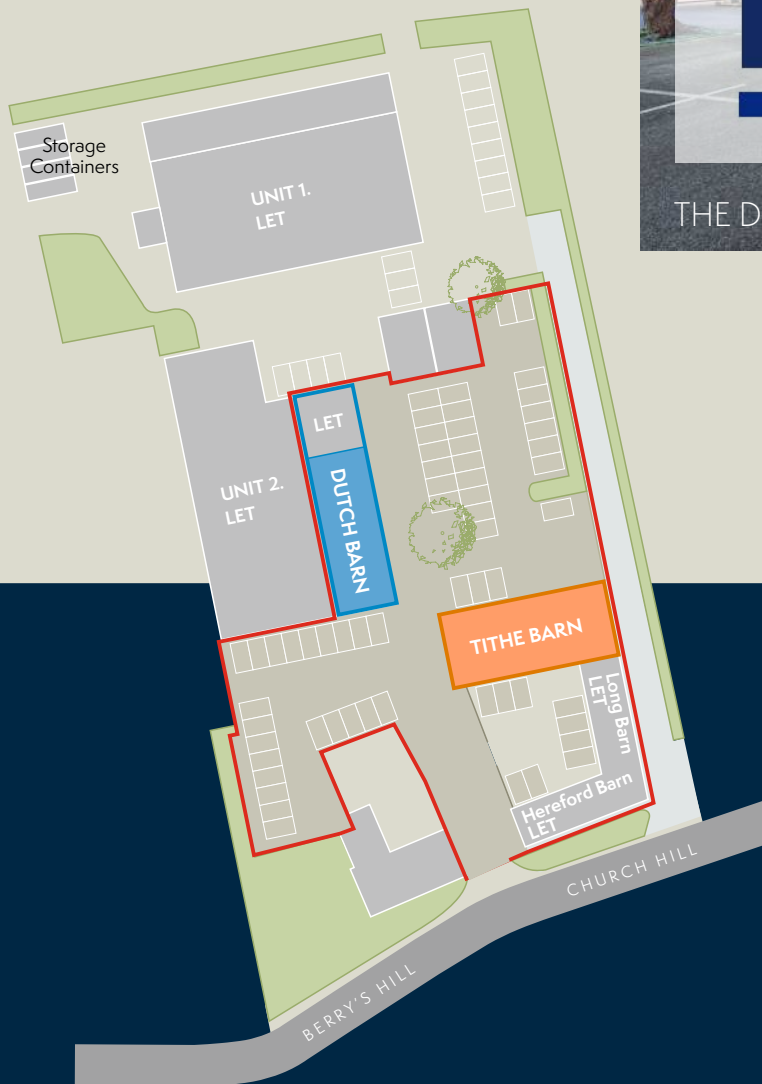 Storage
Containers
UNIT 1.
LET
THE D
LET
UNIT 2.
LET
DUTCH BARN
TITHE BARN
Long Barn
LET
Hereford Barn
LET
CHURCH HILL
BERRY'S HILL